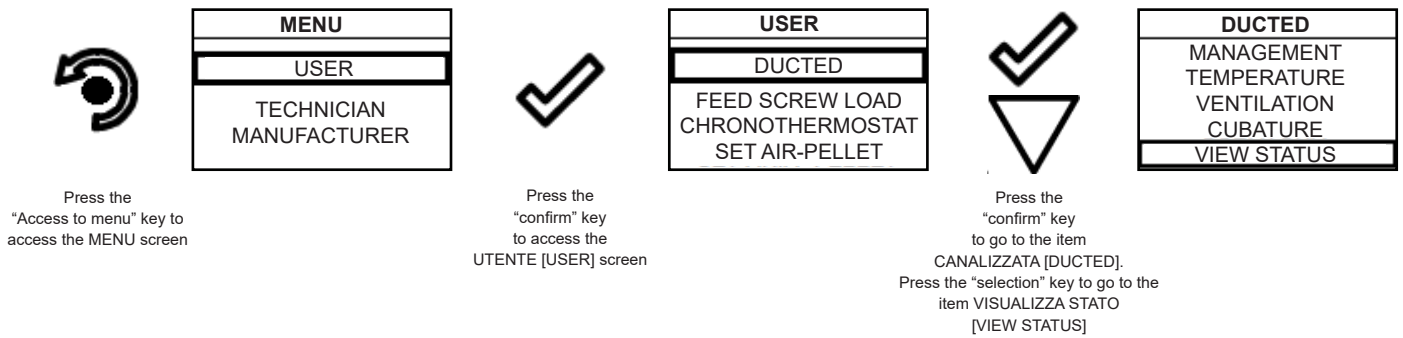 MENU
USER
TECHNICIAN
MANUFACTURER
USER
DUCTED
FEED SCREW LOAD
CHRONOTHERMOSTAT
SET AIR-PELLET
DUCTED
MANAGEMENT
TEMPERATURE
VENTILATION
CUBATURE
VIEW STATUS
Press the
“Access to menu” key to
access the MENU screen
Press the
“confirm” key
to access the
UTENTE [USER] screen
Press the
“confirm” key
to go to the item
CANALIZZATA [DUCTED].
Press the “selection” key to go to the
item VISUALIZZA STATO
[VIEW STATUS]